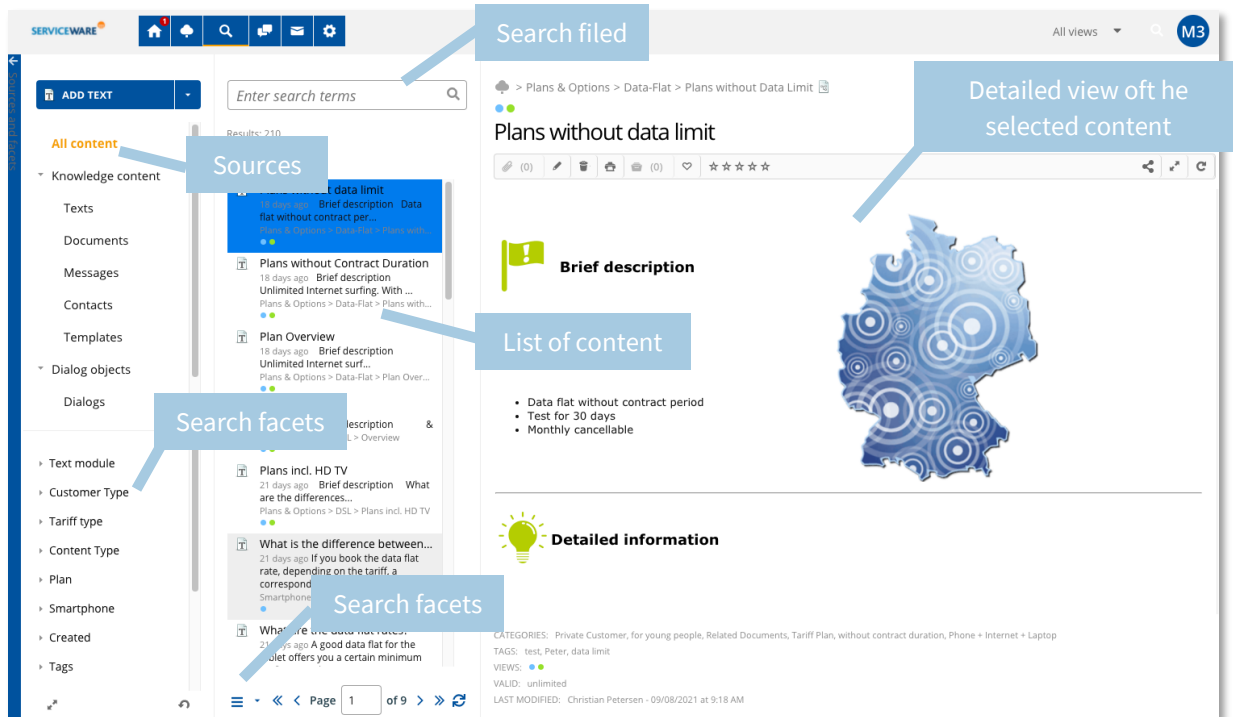 SERVICEWARE
1
All views
M3
Search filed
Sources and facets
ADD TEXT
All content
Knowledge content
Texts
Documents
Messages
Contacts
Templates
Dialog objects
Dialogs
Sources
Search facets
Text module
Customer Type
Tariff type
Content Type
Plan
Smartphone
Created
Tags
Enter search terms
Results: 210
Plans without data limit
18 days ago Brief description Data
flat without contract per...
Plans & Options > Data-Flat > Plans with...
Plans without Contract Duration
18 days ago Brief description
Unlimited Internet surfing. With ...
Plans & Options > Data-Flat > Plans with...
List of content
Plan Overview
18 days ago Brief description
Unlimited Internet surf...
Plans & Options > Data-Flat > Plan Over...
description &
> Overview
Plans incl. HD TV
21 days ago Brief description What
are the differences...
Plans & Options > DSL > Plans incl. HD TV
What is the difference between...
21 days ago If you book the data flat
rate, depending on the tariff, a
correspond
Smartphone
Search facets
What are the data flat rates?
21 days ago A good data flat for the
tablet offers you a certain minimum
Page 1 of 9
> Plans & Options > Data-Flat > Plans without Data Limit
Plans without data limit
(0)
(0)
Detailed view oft he
selected content
Brief description
Data flat without contract period
Test for 30 days
Monthly cancellable
Detailed information
CATEGORIES: Private Customer, for young people, Related Documents, Tariff Plan, without contract duration, Phone + Internet + Laptop
TAGS: test, Peter, data limit
VIEWS:
VALID: unlimited
LAST MODIFIED: Christian Petersen - 09/08/2021 at 9:18 AM